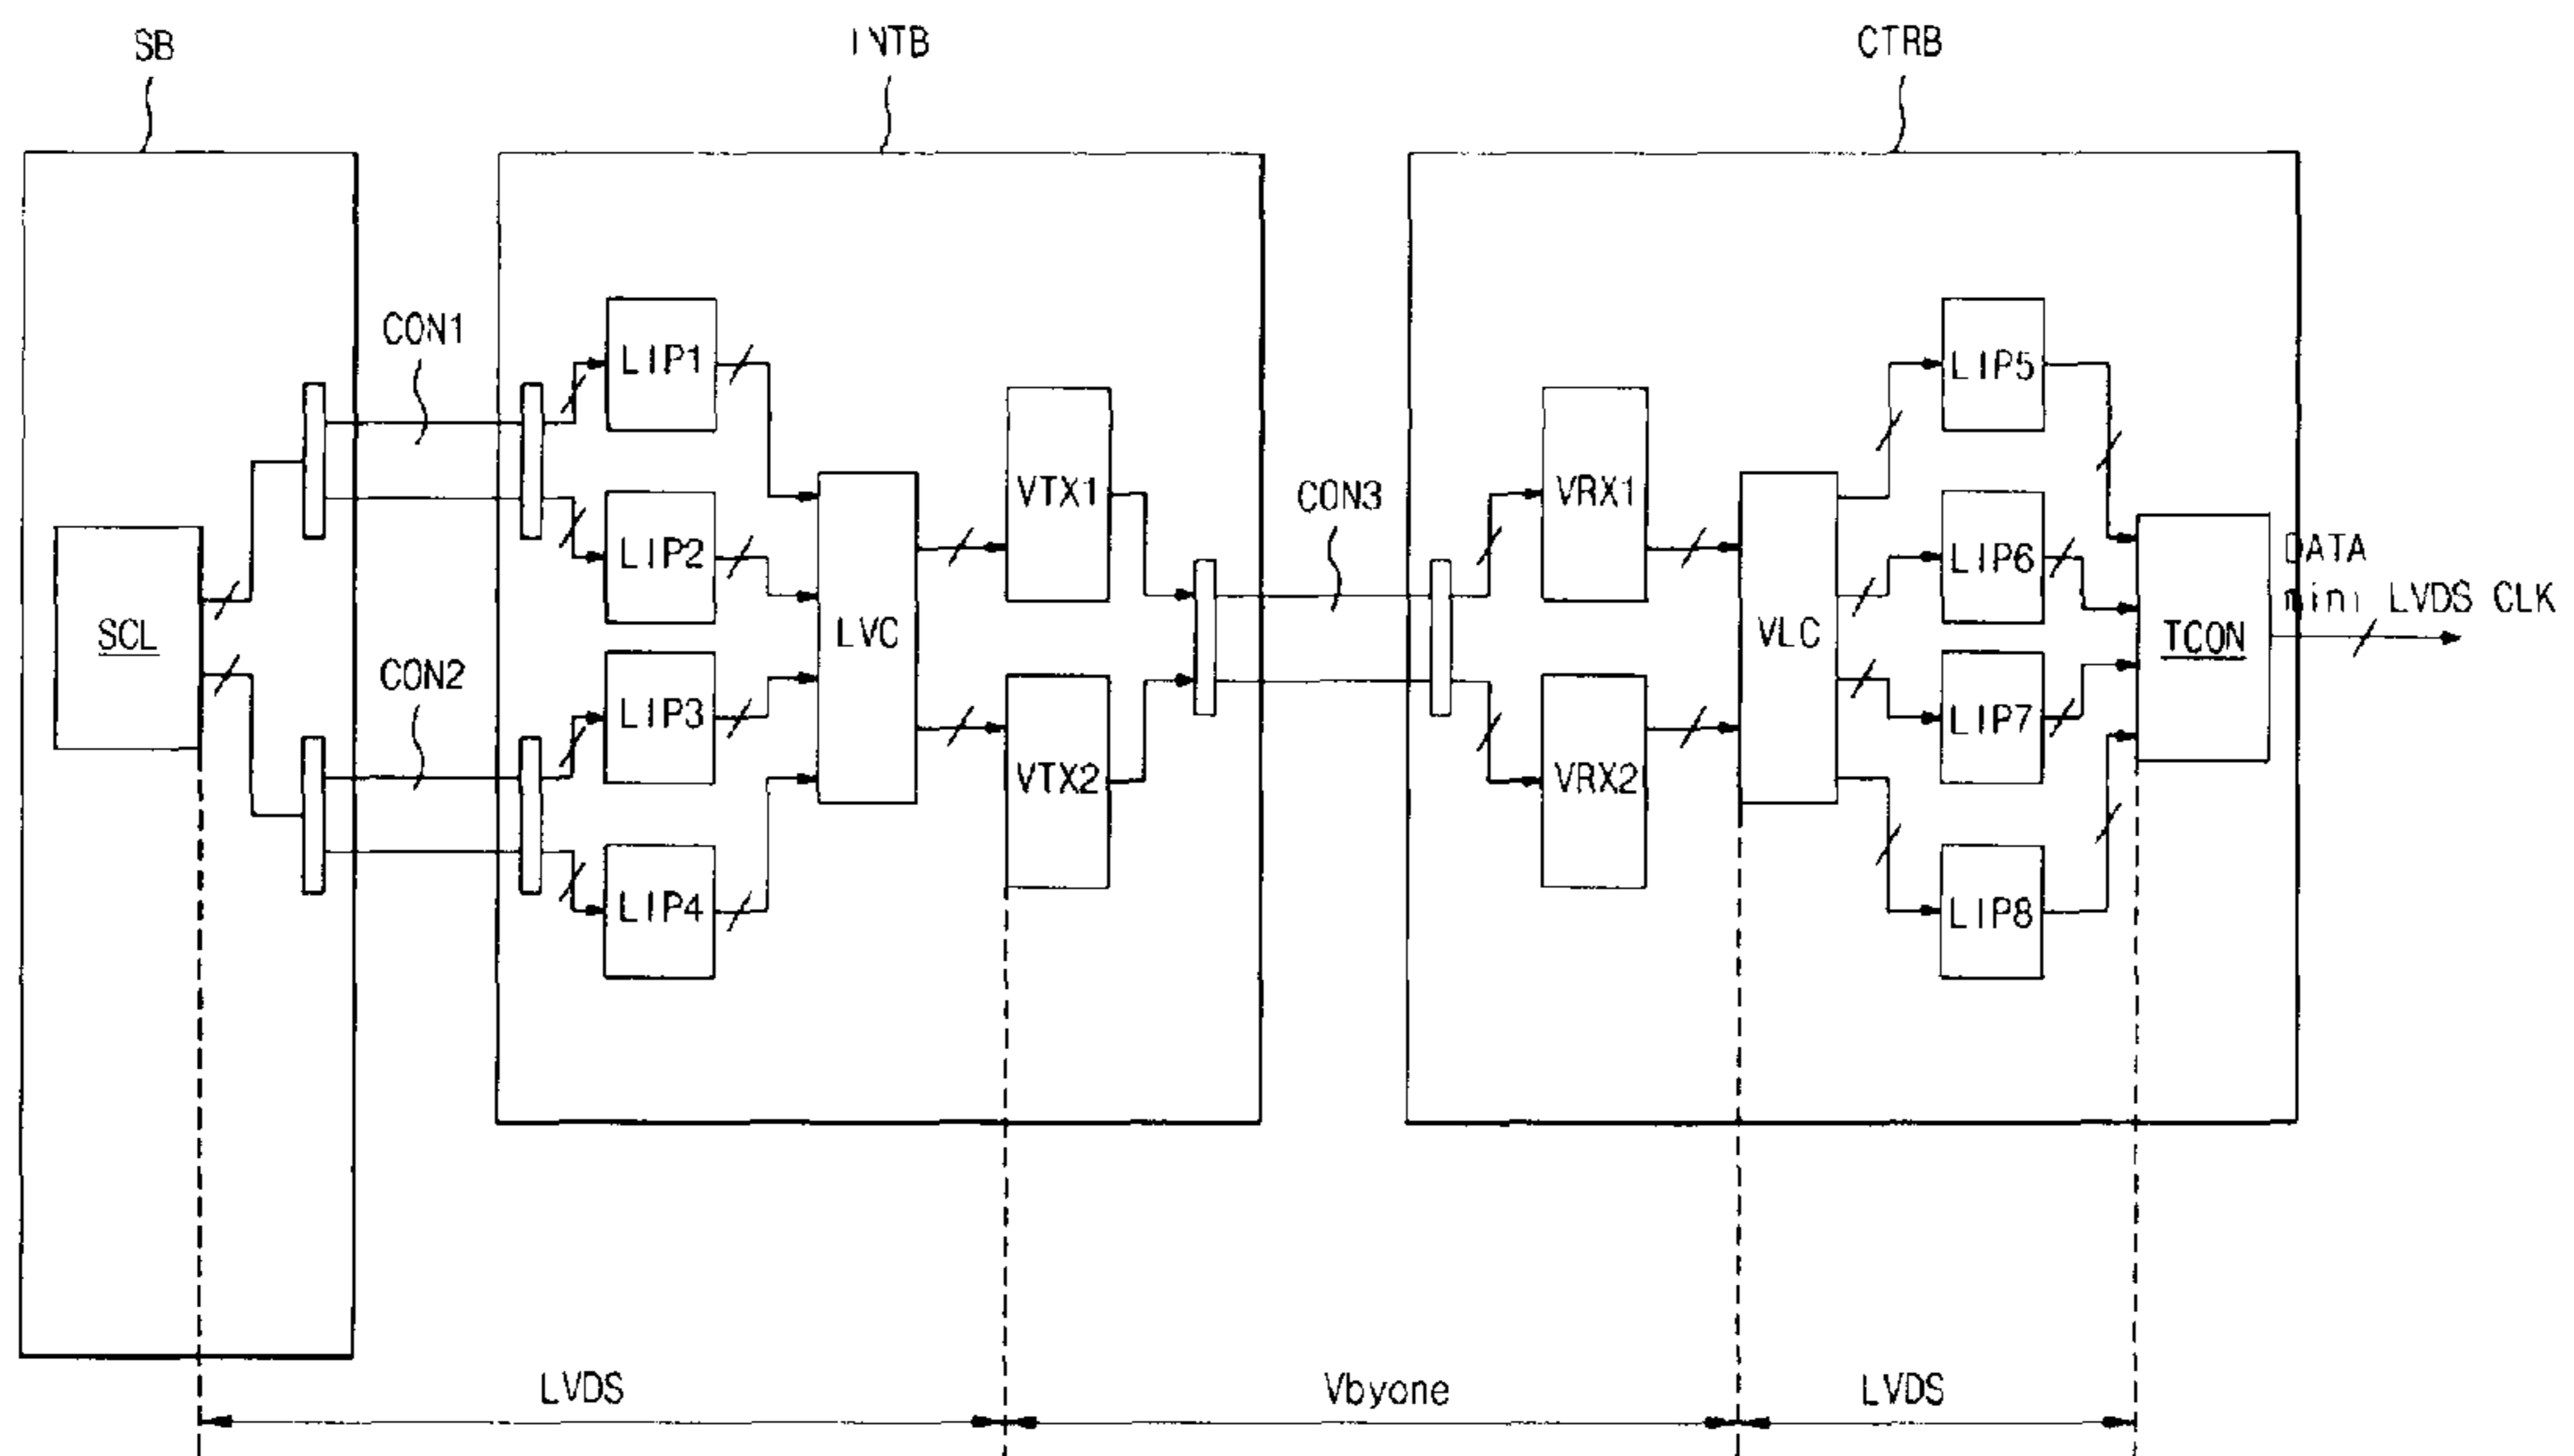 SB
INTB
CTRB
CON1
CON2
CON3
SCL
LIP1
LIP2
LIP3
LIP4
LVC
VTX1
VTX2
VRX1
VRX2
VLC
LIP5
LIP6
LIP7
LIP8
TCON
DATA
mini LVDS CLK
LVDS
Vbyone
LVDS